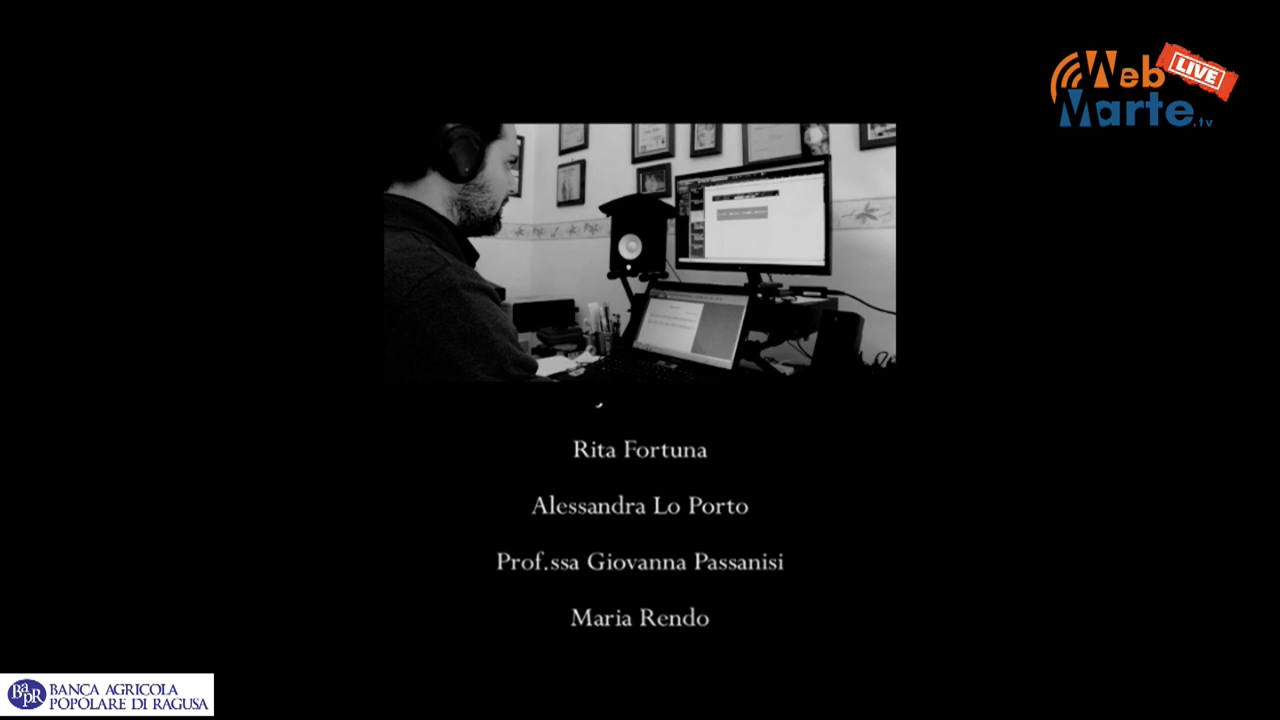 Web LIVE
Marte.tv
Rita Fortuna
Alessandra Lo Porto
Prof.ssa Giovanna Passanisi
Maria Rendo
BapR BANCA AGRICOLA
POPOLARE DI RAGUSA